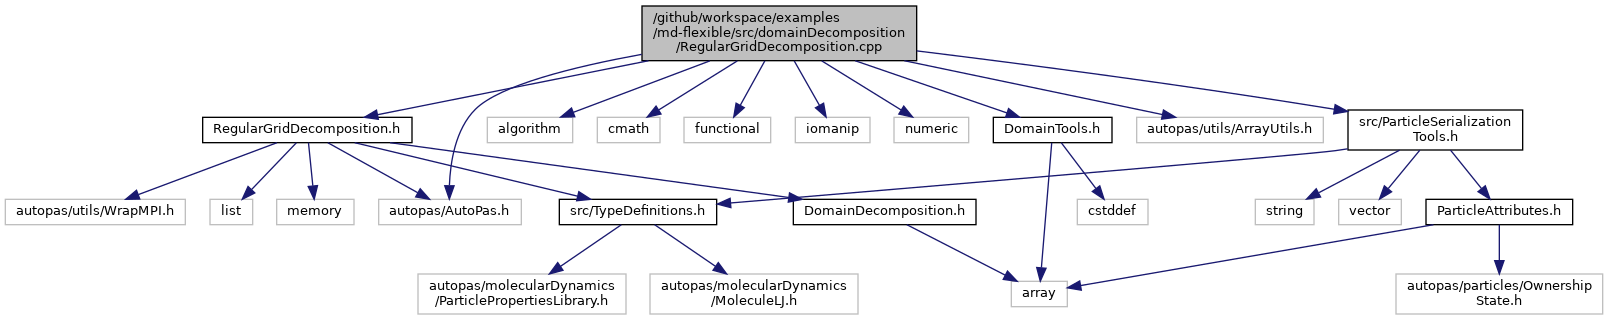 /github/workspace/examples
/md-flexible/src/domainDecomposition
/RegularGridDecomposition.cpp
RegularGridDecomposition.h
algorithm
cmath
functional
iomanip
numeric
DomainTools.h
autopas/utils/ArrayUtils.h
src/ParticleSerialization
Tools.h
autopas/utils/WrapMPI.h
list
memory
autopas/AutoPas.h
src/TypeDefinitions.h
DomainDecomposition.h
cstddef
string
vector
ParticleAttributes.h
autopas/molecularDynamics
/ParticlePropertiesLibrary.h
autopas/molecularDynamics
/MoleculeLJ.h
array
autopas/particles/Ownership
State.h